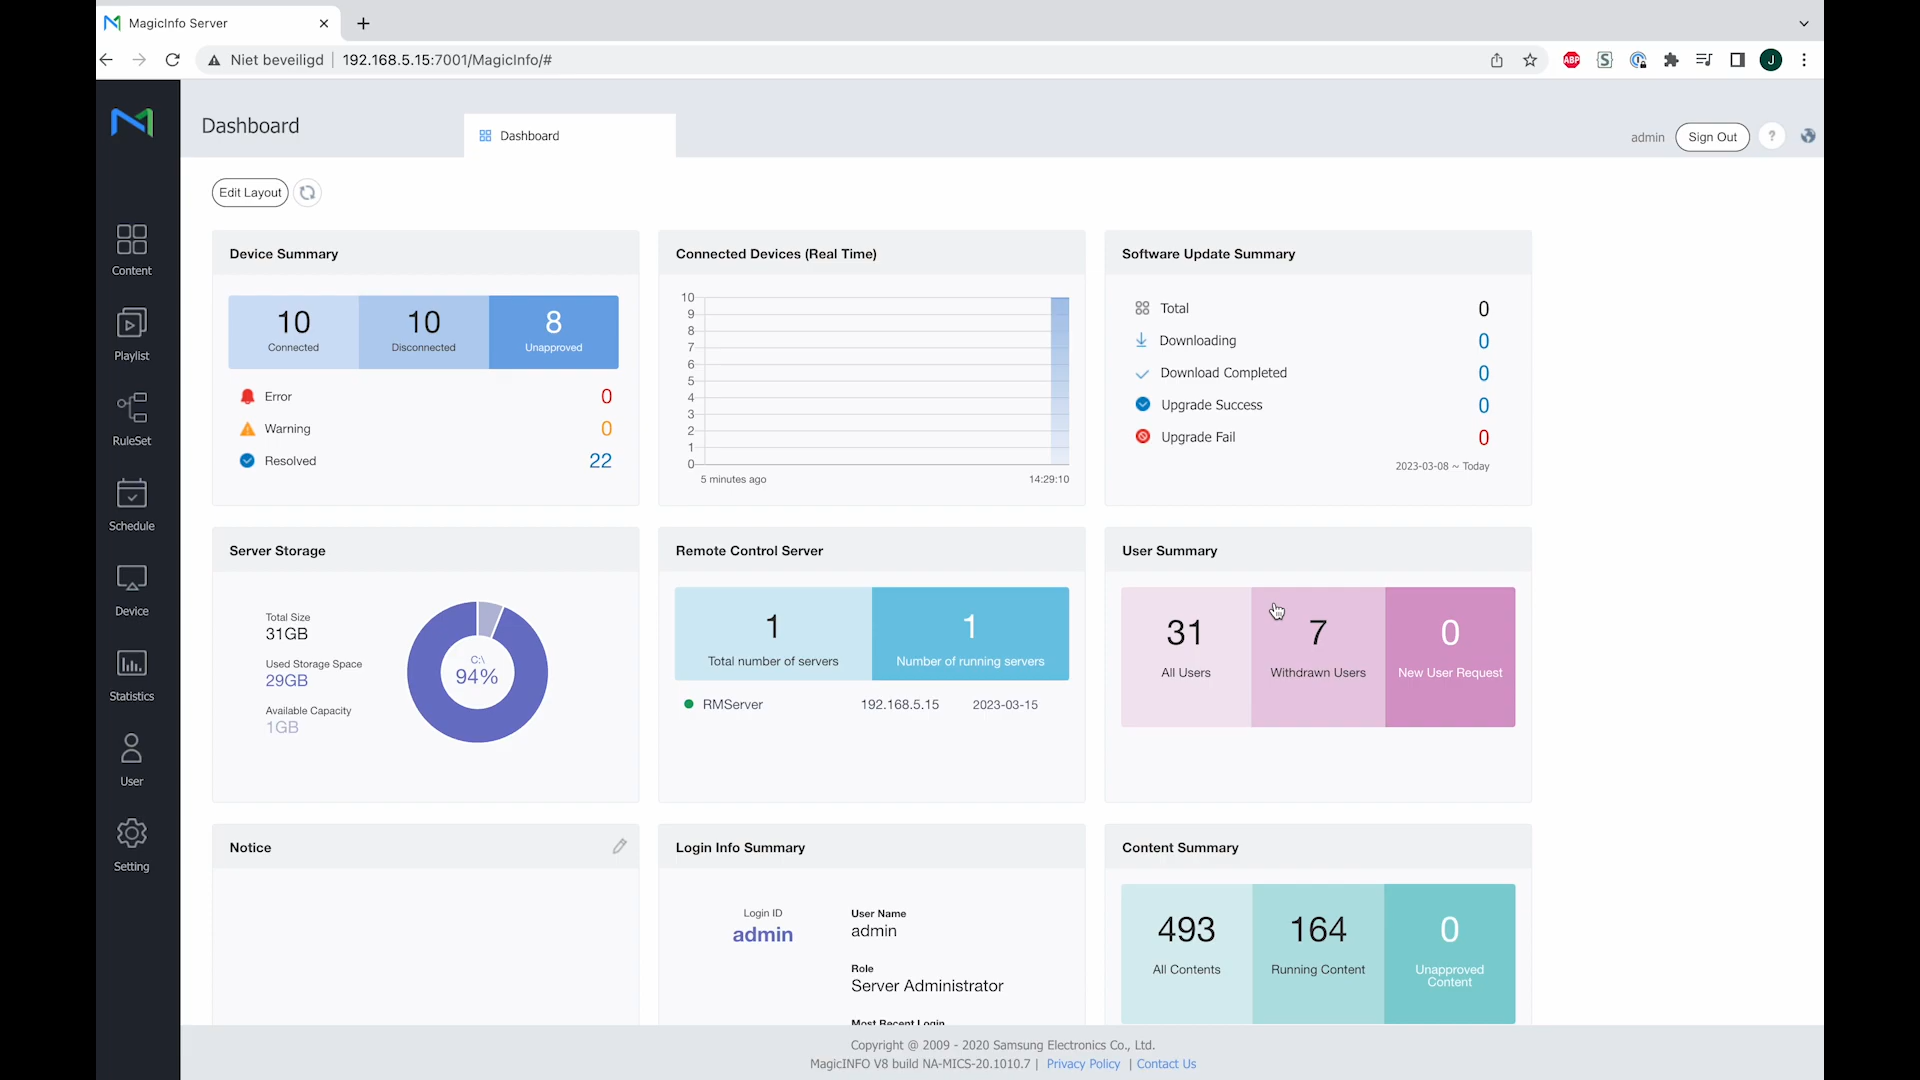 MagicInfo Server
Niet beveiligd
192.168.5.15:7001/MagicInfo/#
ABP
S
J
Dashboard
Dashboard
admin
Sign Out
?
Edit Layout
Content
Playlist
RuleSet
Schedule
Device
Statistics
User
Setting
Device Summary
10
Connected
10
Disconnected
8
Unapproved
Error 0
Warning 0
Resolved 22
Connected Devices (Real Time)
10
9
8
7
6
5
4
3
2
1
0
5 minutes ago
14:29:10
Software Update Summary
Total 0
Downloading 0
Download Completed 0
Upgrade Success 0
Upgrade Fail 0
2023-03-08 ~ Today
Server Storage
Total Size
31GB
Used Storage Space
29GB
Available Capacity
1GB
C:\
94%
Remote Control Server
1
Total number of servers
1
Number of running servers
RMServer 192.168.5.15 2023-03-15
User Summary
31
All Users
7
Withdrawn Users
0
New User Request
Notice
Login Info Summary
Login ID
admin
User Name
admin
Role
Server Administrator
Most Recent Login
Content Summary
493
All Contents
164
Running Content
0
Unapproved
Content
Copyright @ 2009 - 2020 Samsung Electronics Co., Ltd.
MagicINFO V8 build NA-MICS-20.1010.7 | Privacy Policy | Contact Us